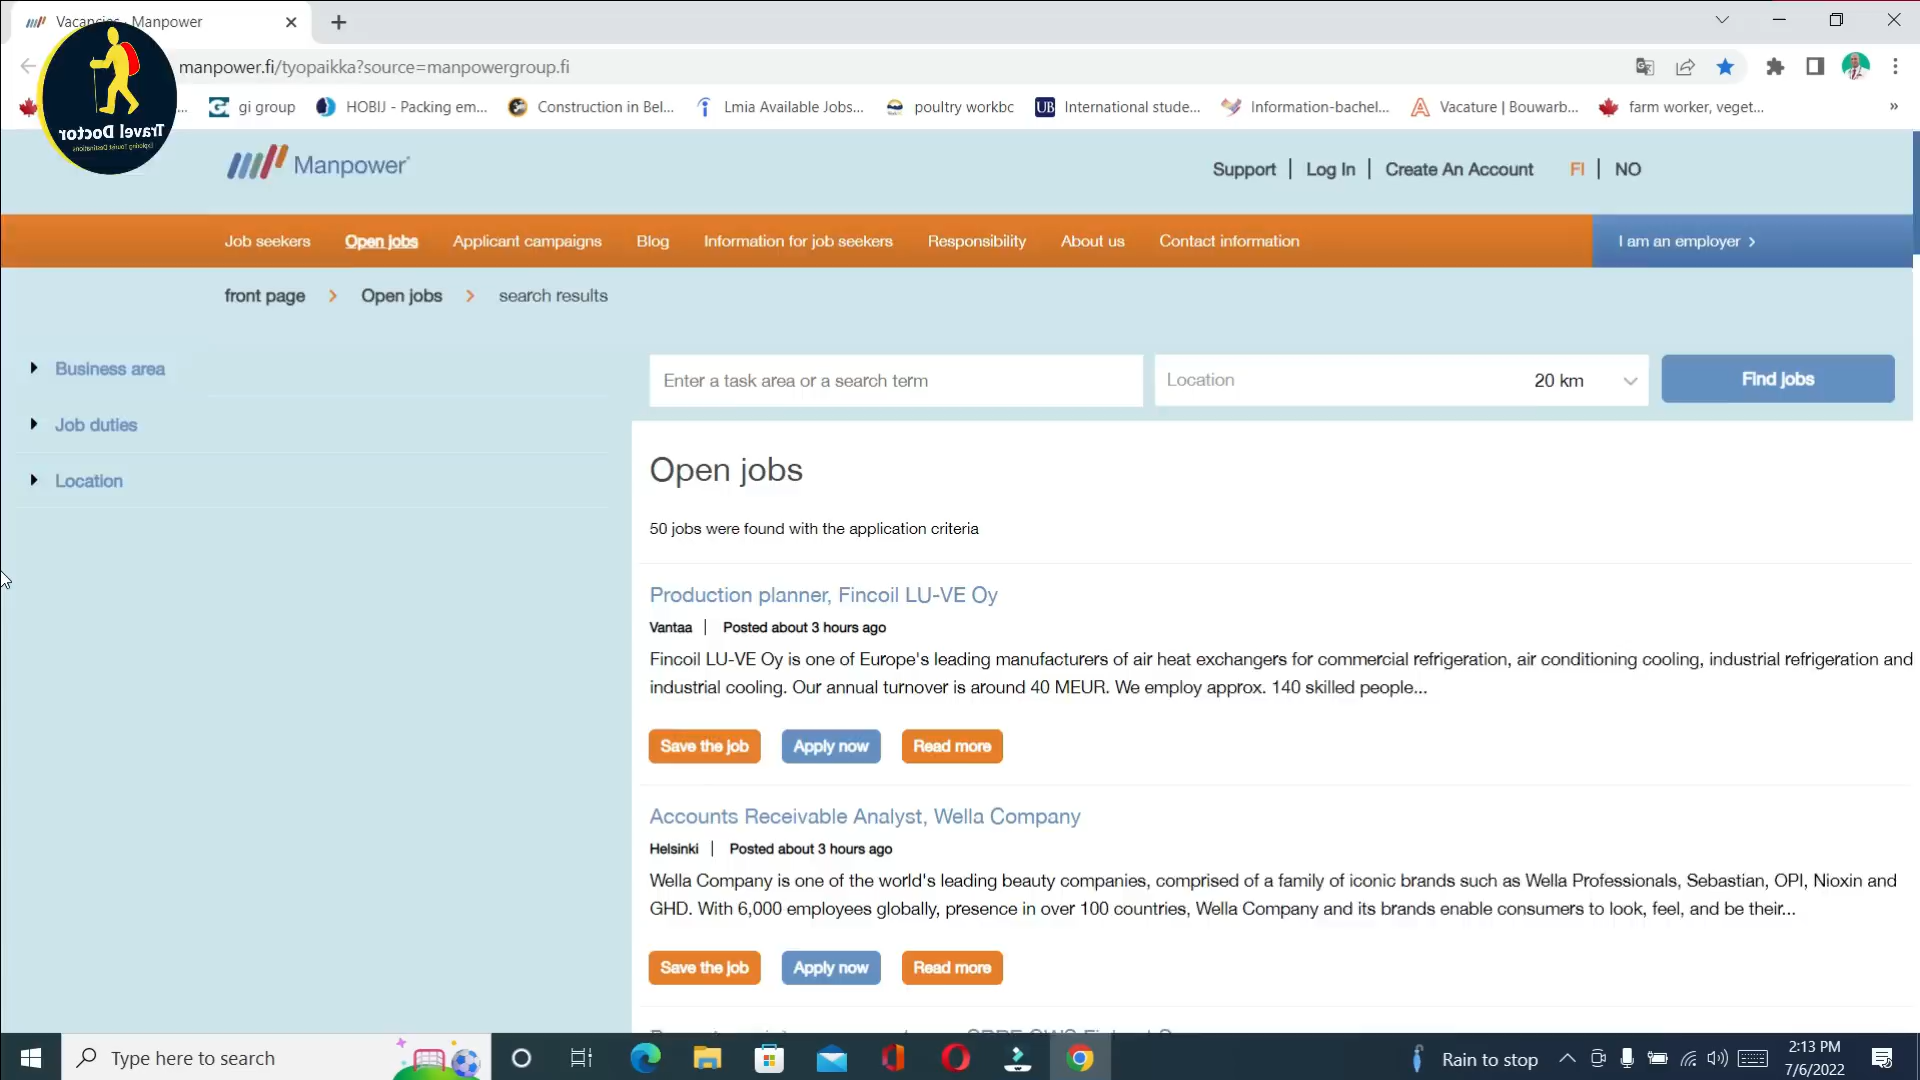 Vacancies - Manpower
manpower.fi/tyopaikka?source=manpowergroup.fi
gi group
HOBIJ - Packing em...
Construction in Bel...
Lmia Available Jobs...
poultry workbc
UB
International stude...
Information-bachel...
Vacature | Bouwarb...
farm worker, veget...
»
Travel Doctor
Exploring Tourist Destinations
Manpower
Support | Log In | Create An Account
FI | NO
Job seekers
Open jobs
Applicant campaigns
Blog
Information for job seekers
Responsibility
About us
Contact information
I am an employer >
front page > Open jobs > search results
Business area
Job duties
Location
Enter a task area or a search term
Location
20 km
Find jobs
Open jobs
50 jobs were found with the application criteria
Production planner, Fincoil LU-VE Oy
Vantaa | Posted about 3 hours ago
Fincoil LU-VE Oy is one of Europe's leading manufacturers of air heat exchangers for commercial refrigeration, air conditioning cooling, industrial refrigeration and
industrial cooling. Our annual turnover is around 40 MEUR. We employ approx. 140 skilled people...
Save the job
Apply now
Read more
Accounts Receivable Analyst, Wella Company
Helsinki | Posted about 3 hours ago
Wella Company is one of the world's leading beauty companies, comprised of a family of iconic brands such as Wella Professionals, Sebastian, OPI, Nioxin and
GHD. With 6,000 employees globally, presence in over 100 countries, Wella Company and its brands enable consumers to look, feel, and be their...
Save the job
Apply now
Read more
Type here to search
Rain to stop
2:13 PM
7/6/2022